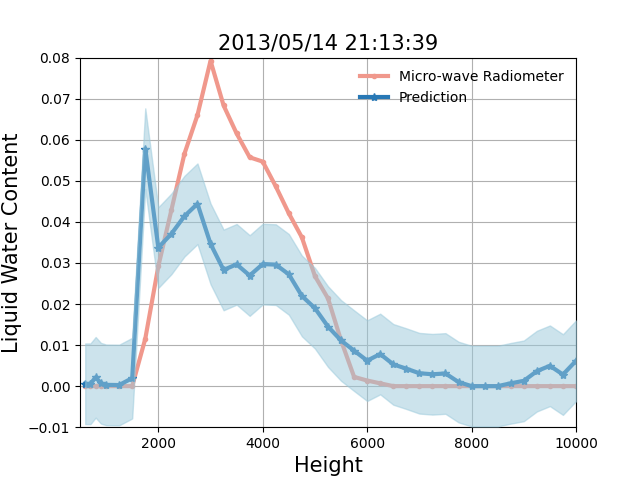 2013/05/14 21:13:39
Micro-wave Radiometer
Prediction
Liquid Water Content
0.08
0.07
0.06
0.05
0.04
0.03
0.02
0.01
0.00
−0.01
2000 4000 6000 8000 10000
Height